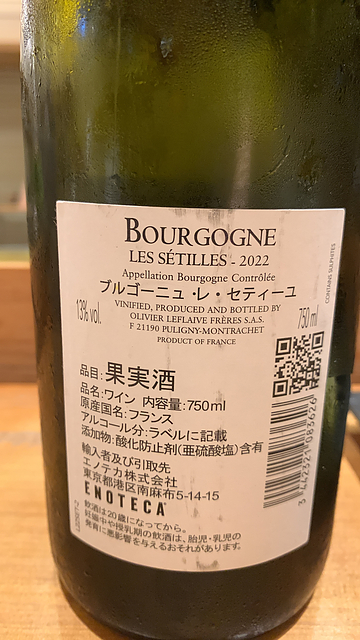 BOURGOGNE
LES SÉTILLES - 2022
Appellation Bourgogne Contrôlée
ブルゴーニュ・レ・セティーユ
13% vol.
VINIFIED, PRODUCED AND BOTTLED BY
OLIVIER LEFLAIVE FRÈRES S.A.S.
F 21190 PULIGNY-MONTRACHET
PRODUCT OF FRANCE
750 ml
CONTAINS SULPHITES
品目:果実酒
品名:ワイン 内容量:750ml
原産国名:フランス
アルコール分:ラベルに記載
添加物:酸化防止剤(亜硫酸塩)含有
輸入者及び引取先
エノテカ株式会社
東京都港区南麻布5-14-15
ENOTECA
飲酒は20歳になってから。
妊娠中や授乳期の飲酒は、胎児・乳児の
発育に悪影響を与えるおそれがあります。
3 442321 083626